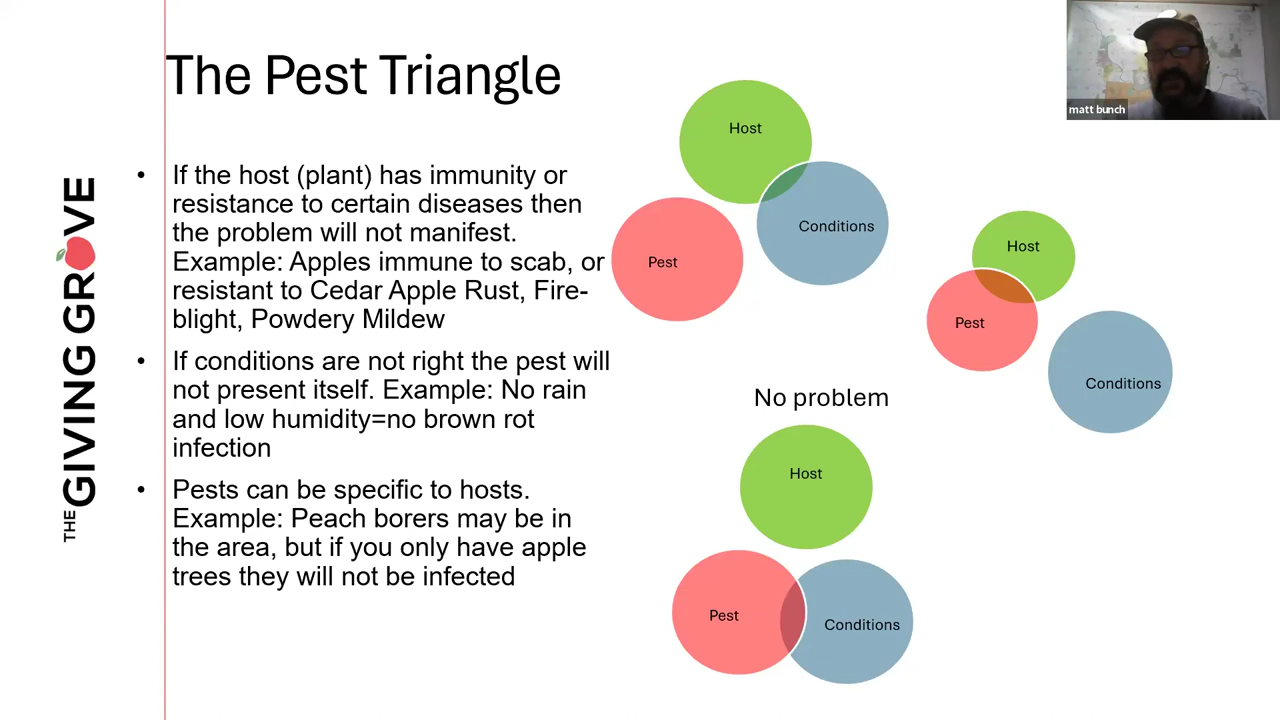 The Pest Triangle
THE GIVING GROVE
• If the host (plant) has immunity or
resistance to certain diseases then
the problem will not manifest.
Example: Apples immune to scab, or
resistant to Cedar Apple Rust, Fire-
blight, Powdery Mildew
• If conditions are not right the pest will
not present itself. Example: No rain
and low humidity=no brown rot
infection
• Pests can be specific to hosts.
Example: Peach borers may be in
the area, but if you only have apple
trees they will not be infected
Host
Conditions
Pest
Host
Pest
Conditions
No problem
Host
Pest
Conditions
matt bunch